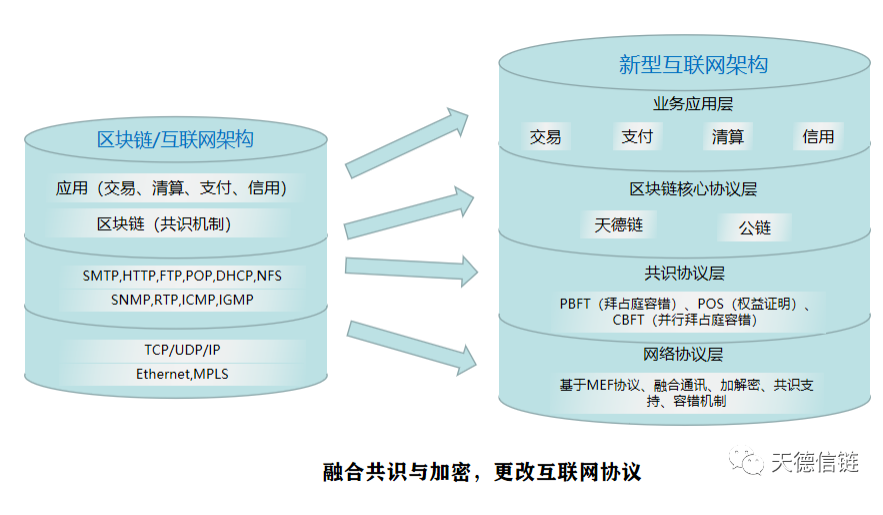 区块链/互联网架构
应用（交易、清算、支付、信用）
区块链（共识机制）
SMTP,HTTP,FTP,POP,DHCP,NFS
SNMP,RTP,ICMP,IGMP
TCP/UDP/IP
Ethernet,MPLS
新型互联网架构
业务应用层
交易 支付 清算 信用
区块链核心协议层
天德链 公链
共识协议层
PBFT（拜占庭容错）、POS（权益证明）、
CBFT（并行拜占庭容错）
网络协议层
基于MEF协议、融合通讯、加解密、共识支
持、容错机制
融合共识与加密，更改互联网协议
天德信链